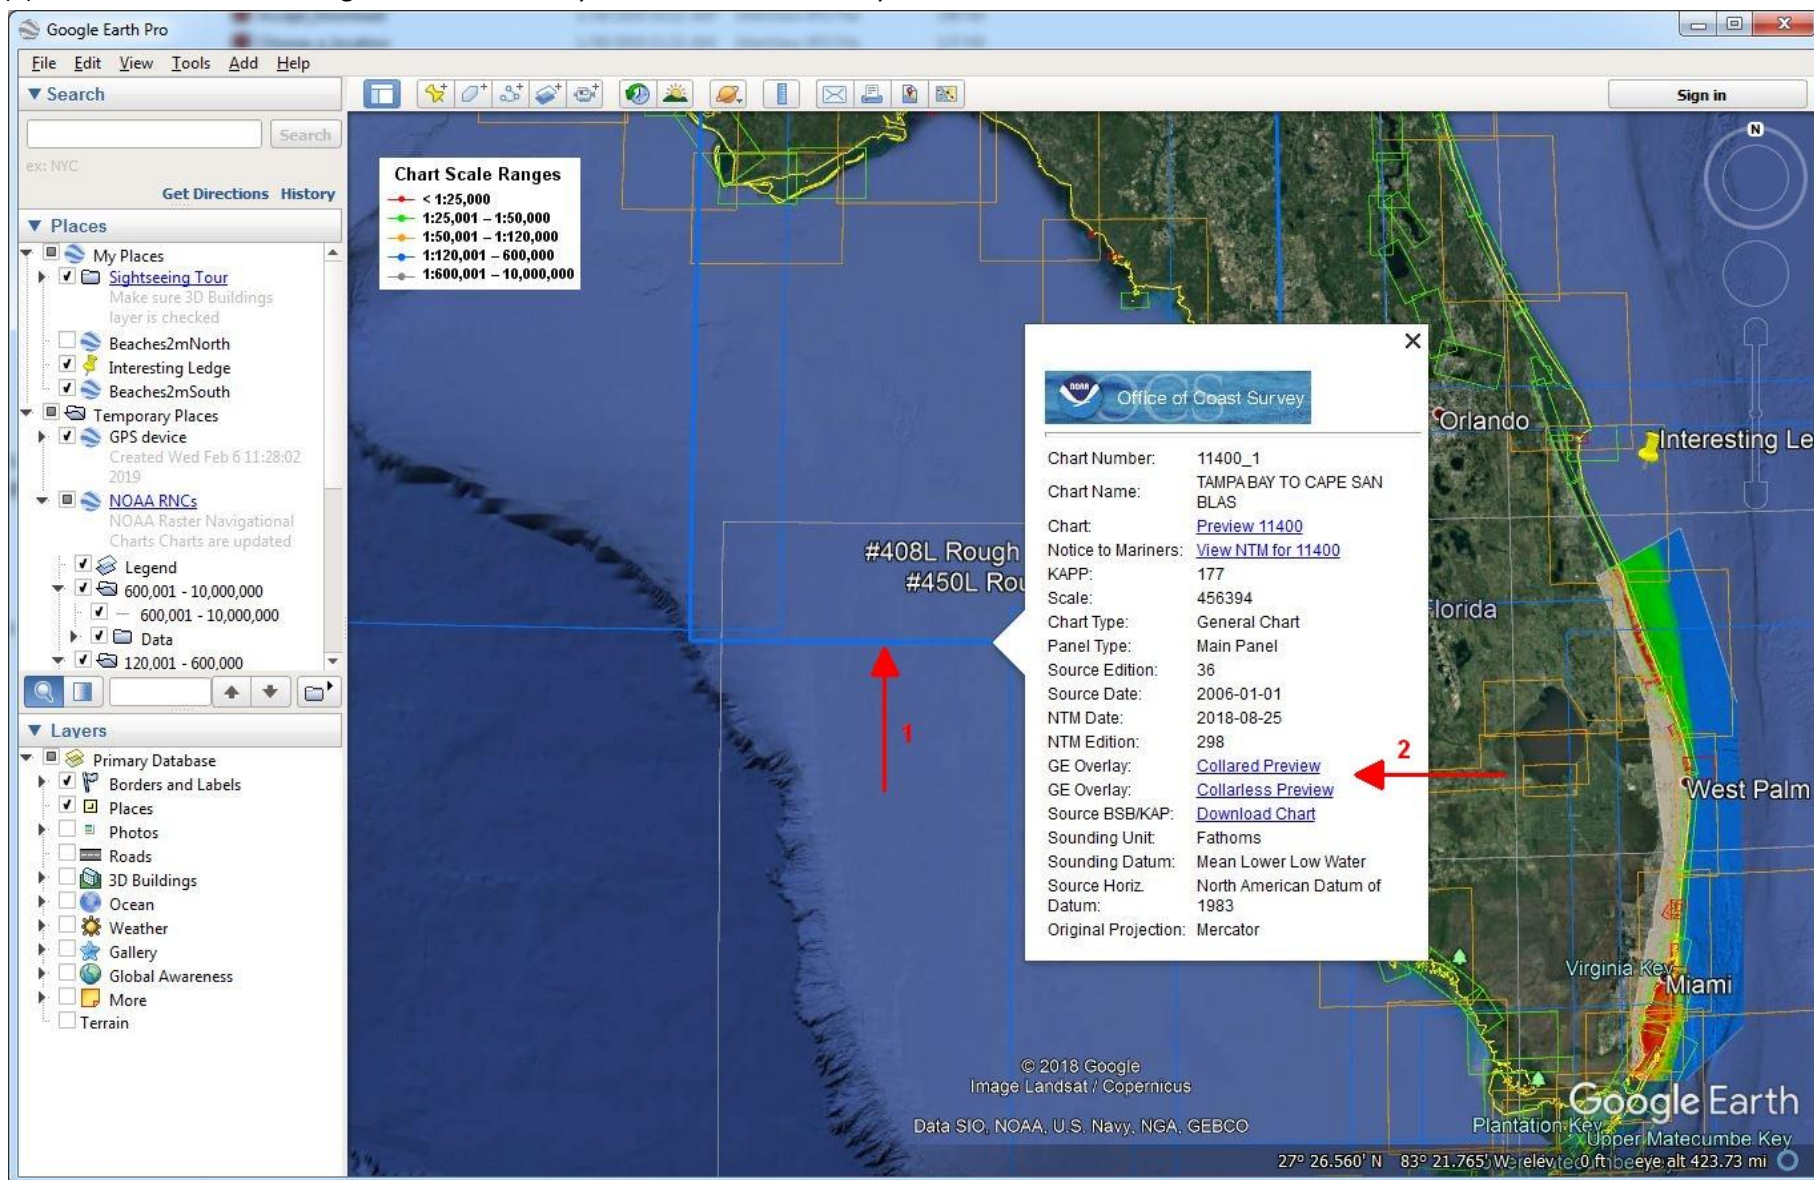 Google Earth Pro
File Edit View Tools Add Help
Search
Search
ex: NYC
Get Directions History
Places
My Places
Sightseeing Tour
Make sure 3D Buildings
layer is checked
Beaches2mNorth
Interesting Ledge
Beaches2mSouth
Temporary Places
GPS device
Created Wed Feb 6 11:28:02
2019
NOAA RNCs
NOAA Raster Navigational
Charts Charts are updated
Legend
600,001 - 10,000,000
600,001 - 10,000,000
Data
120,001 - 600,000
Layers
Primary Database
Borders and Labels
Places
Photos
Roads
3D Buildings
Ocean
Weather
Gallery
Global Awareness
More
Terrain
Sign in
N
Chart Scale Ranges
< 1:25,000
1:25,001 – 1:50,000
1:50,001 – 1:120,000
1:120,001 – 600,000
1:600,001 – 10,000,000
#408L Rough
#450L Rou
1
NOAA OCS Office of Coast Survey
Chart Number: 11400_1
Chart Name: TAMPA BAY TO CAPE SAN
BLAS
Chart: Preview 11400
Notice to Mariners: View NTM for 11400
KAPP: 177
Scale: 456394
Chart Type: General Chart
Panel Type: Main Panel
Source Edition: 36
Source Date: 2006-01-01
NTM Date: 2018-08-25
NTM Edition: 298
GE Overlay: Collared Preview
GE Overlay: Collarless Preview
Source BSB/KAP: Download Chart
Sounding Unit: Fathoms
Sounding Datum: Mean Lower Low Water
Source Horiz. North American Datum of
Datum: 1983
Original Projection: Mercator
2
Orlando
Interesting Le
Florida
West Palm
Virginia Key
Miami
© 2018 Google
Image Landsat / Copernicus
Data SIO, NOAA, U.S. Navy, NGA, GEBCO
Google Earth
Plantation Key
Upper Matecumbe Key
27° 26.560' N 83° 21.765' W elev 0 ft eye alt 423.73 mi